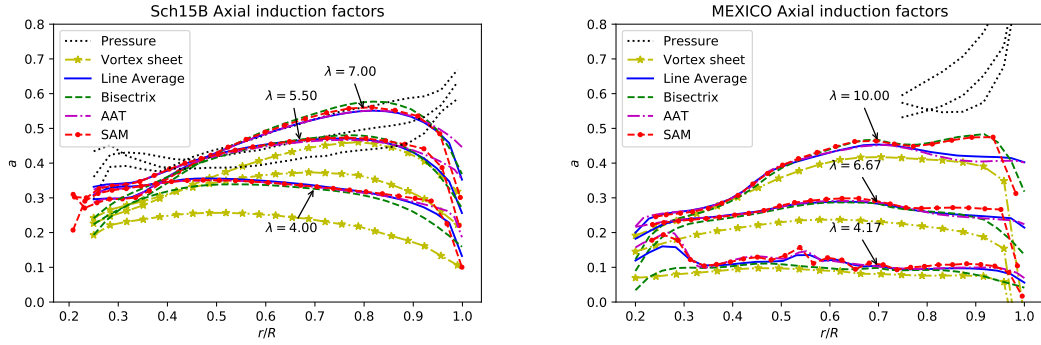 Sch15B Axial induction factors
0.8
0.7
0.6
0.5
0.4
0.3
0.2
0.1
0.0
a
Pressure
Vortex sheet
Line Average
Bisectrix
AAT
SAM
λ = 7.00
λ = 5.50
λ = 4.00
0.2 0.3 0.4 0.5 0.6 0.7 0.8 0.9 1.0
r/R
MEXICO Axial induction factors
0.8
0.7
0.6
0.5
0.4
0.3
0.2
0.1
0.0
a
Pressure
Vortex sheet
Line Average
Bisectrix
AAT
SAM
λ = 10.00
λ = 6.67
λ = 4.17
0.2 0.3 0.4 0.5 0.6 0.7 0.8 0.9 1.0
r/R